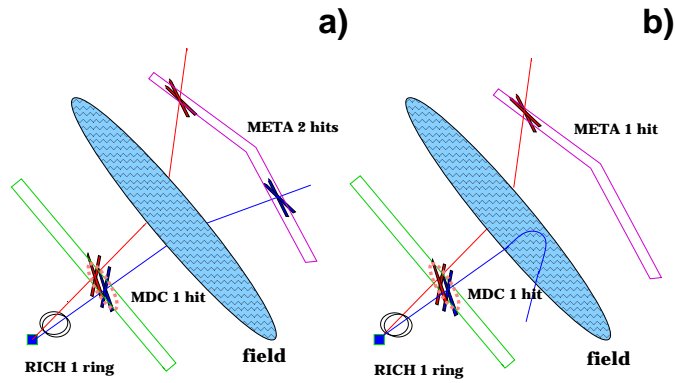 a)
META 2 hits
MDC 1 hit
RICH 1 ring
field
b)
META 1 hit
MDC 1 hit
RICH 1 ring
field